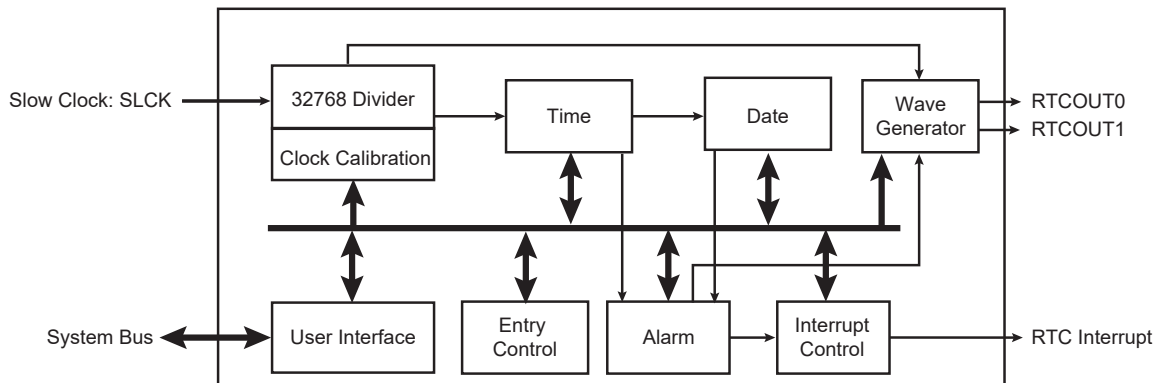 Slow Clock: SLCK
32768 Divider
Clock Calibration
Time
Date
Wave
Generator
RTCOUT0
RTCOUT1
System Bus
User Interface
Entry
Control
Alarm
Interrupt
Control
RTC Interrupt